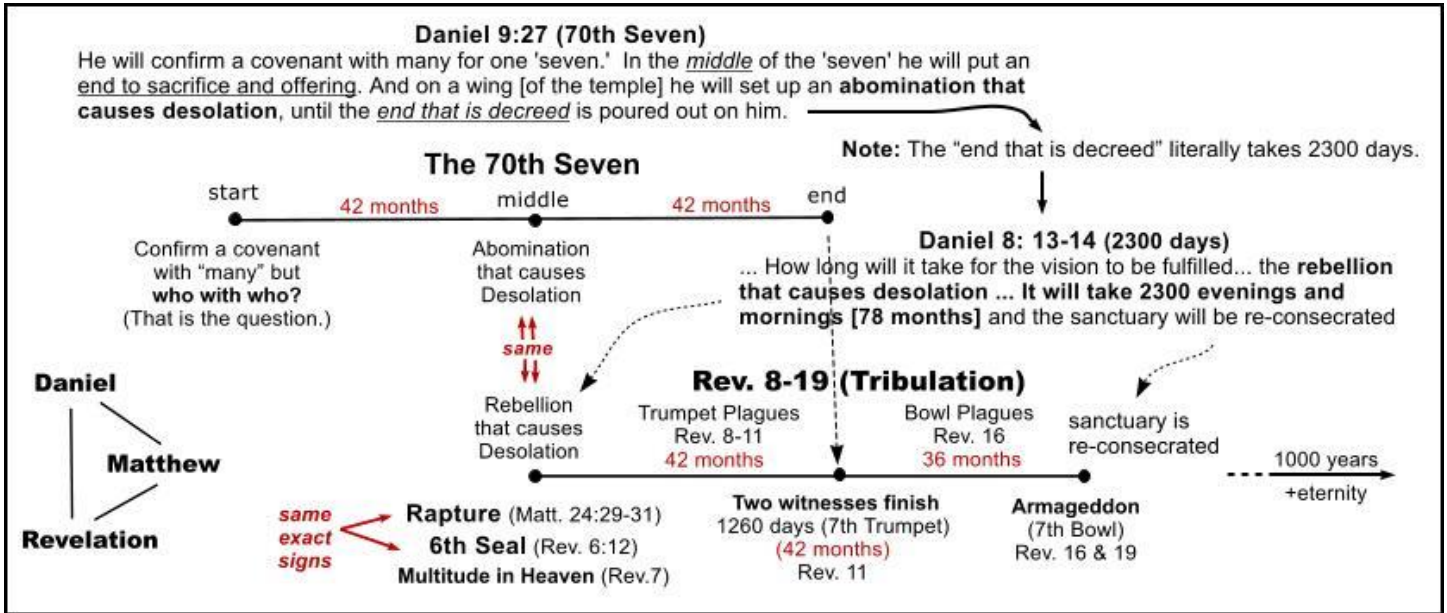 Daniel 9:27 (70th Seven)
He will confirm a covenant with many for one 'seven.' In the middle of the 'seven' he will put an
end to sacrifice and offering. And on a wing [of the temple] he will set up an abomination that
causes desolation, until the end that is decreed is poured out on him.
Note: The “end that is decreed” literally takes 2300 days.
The 70th Seven
start
42 months
middle
42 months
end
Confirm a covenant
with “many” but
who with who?
(That is the question.)
Abomination
that causes
Desolation
same
Daniel 8: 13-14 (2300 days)
... How long will it take for the vision to be fulfilled... the rebellion
that causes desolation ... It will take 2300 evenings and
mornings [78 months] and the sanctuary will be re-consecrated
Daniel
Matthew
Revelation
Rebellion
that causes
Desolation
Rev. 8-19 (Tribulation)
Trumpet Plagues
Rev. 8-11
42 months
Bowl Plagues
Rev. 16
36 months
sanctuary is
re-consecrated
1000 years
+eternity
same
exact
signs
Rapture (Matt. 24:29-31)
6th Seal (Rev. 6:12)
Multitude in Heaven (Rev.7)
Two witnesses finish
1260 days (7th Trumpet)
(42 months)
Rev. 11
Armageddon
(7th Bowl)
Rev. 16 & 19